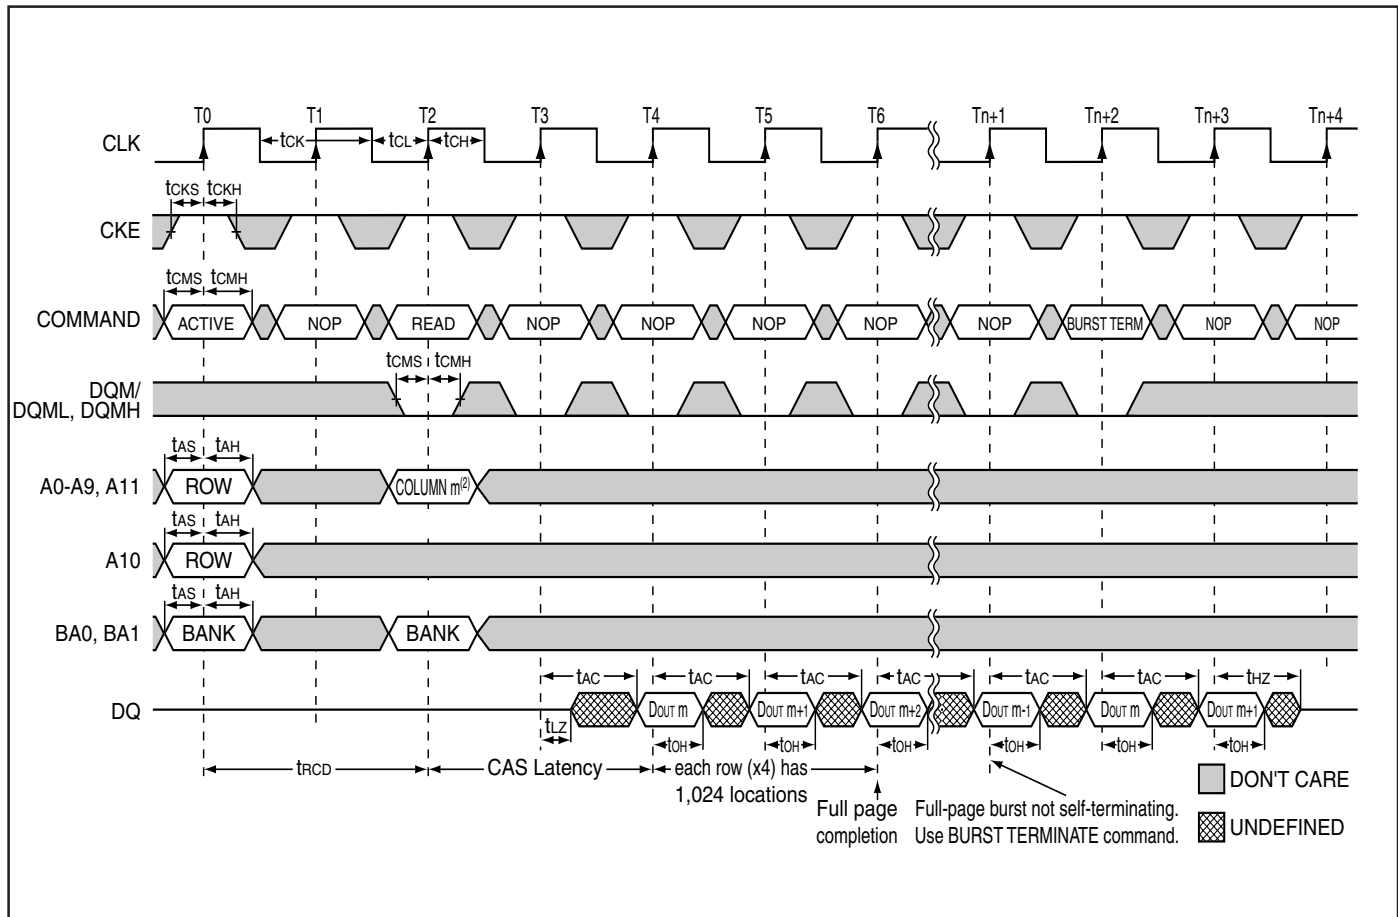 T0 T1 T2 T3 T4 T5 T6 Tn+1 Tn+2 Tn+3 Tn+4
CLK tCK tCL tCH
tCKS tCKH
CKE
tCMS tCMH
COMMAND ACTIVE NOP READ NOP NOP NOP NOP NOP BURST TERM NOP NOP
tCMS tCMH
DQM/
DQML, DQMH
tAS tAH
A0-A9, A11 ROW COLUMN m(2)
tAS tAH
A10 ROW
tAS tAH
BA0, BA1 BANK BANK
tAC tAC tAC tAC tAC tAC tHZ
DQ DOUT m DOUT m+1 DOUT m+2 DOUT m-1 DOUT m DOUT m+1
tLZ tOH tOH tOH tOH tOH tOH
tRCD CAS Latency each row (x4) has
1,024 locations
Full page
completion
Full-page burst not self-terminating.
Use BURST TERMINATE command.
DON'T CARE
UNDEFINED